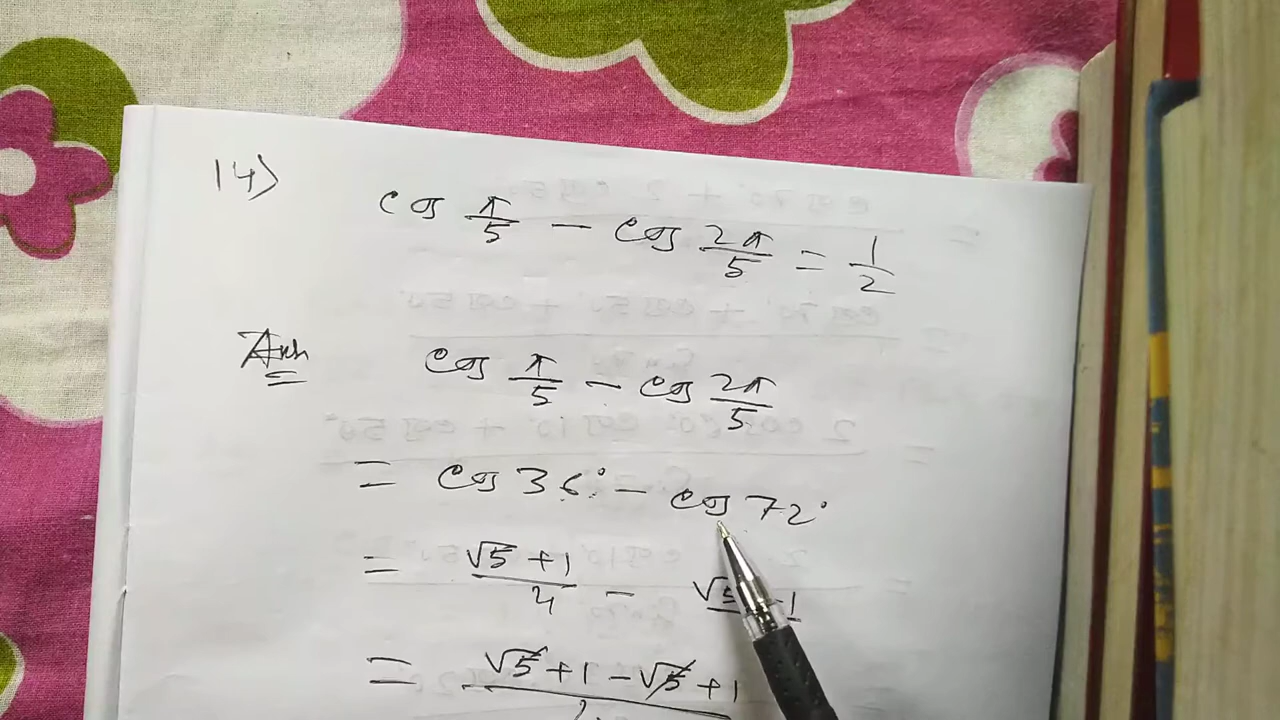 14) cos π/5 - cos 2π/5 = 1/2
Ans cos π/5 - cos 2π/5
= cos 36° - cos 72°
= √5 + 1/4 - √5 - 1
= √5 + 1 - √5 + 1